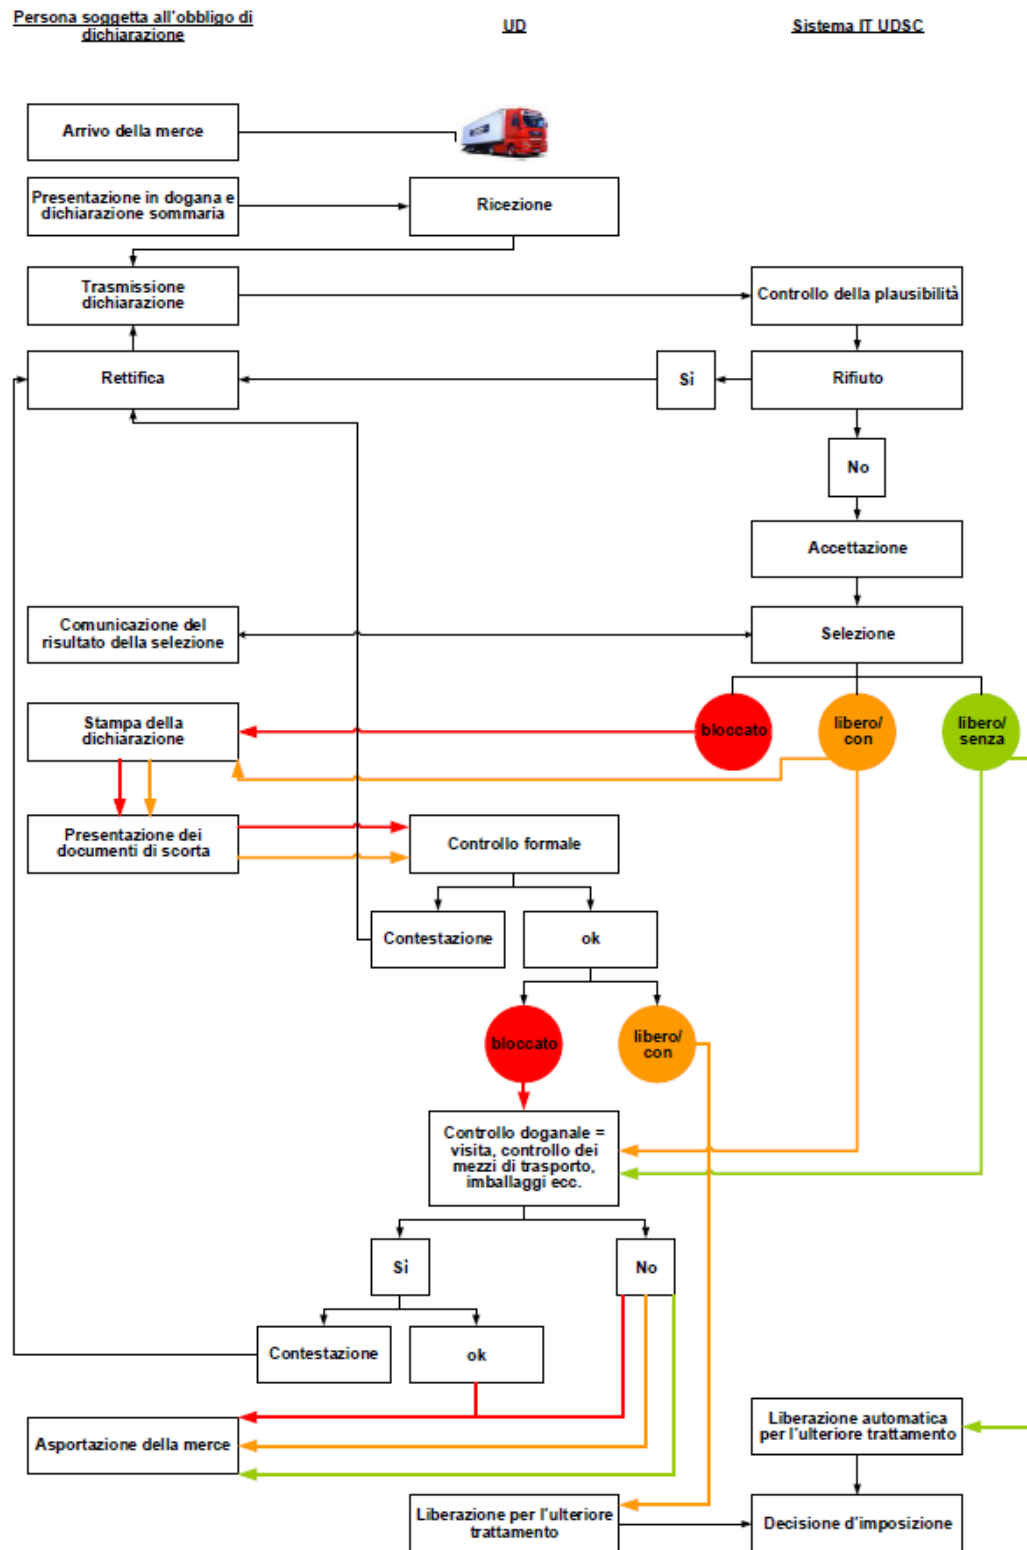 Persona soggetta all'obbligo di
dichiarazione
UD
Sistema IT UDSC
Arrivo della merce
Presentazione in dogana e
dichiarazione sommaria
Ricezione
Trasmissione
dichiarazione
Controllo della plausibilità
Rettifica
Sì
Rifiuto
No
Accettazione
Comunicazione del
risultato della selezione
Selezione
Stampa della
dichiarazione
bloccato
libero/
con
libero/
senza
Presentazione dei
documenti di scorta
Controllo formale
Contestazione
ok
bloccato
libero/
con
Controllo doganale =
visita, controllo dei
mezzi di trasporto,
imballaggi ecc.
Sì
No
Contestazione
ok
Asportazione della merce
Liberazione automatica
per l'ulteriore trattamento
Liberazione per l'ulteriore
trattamento
Decisione d'imposizione